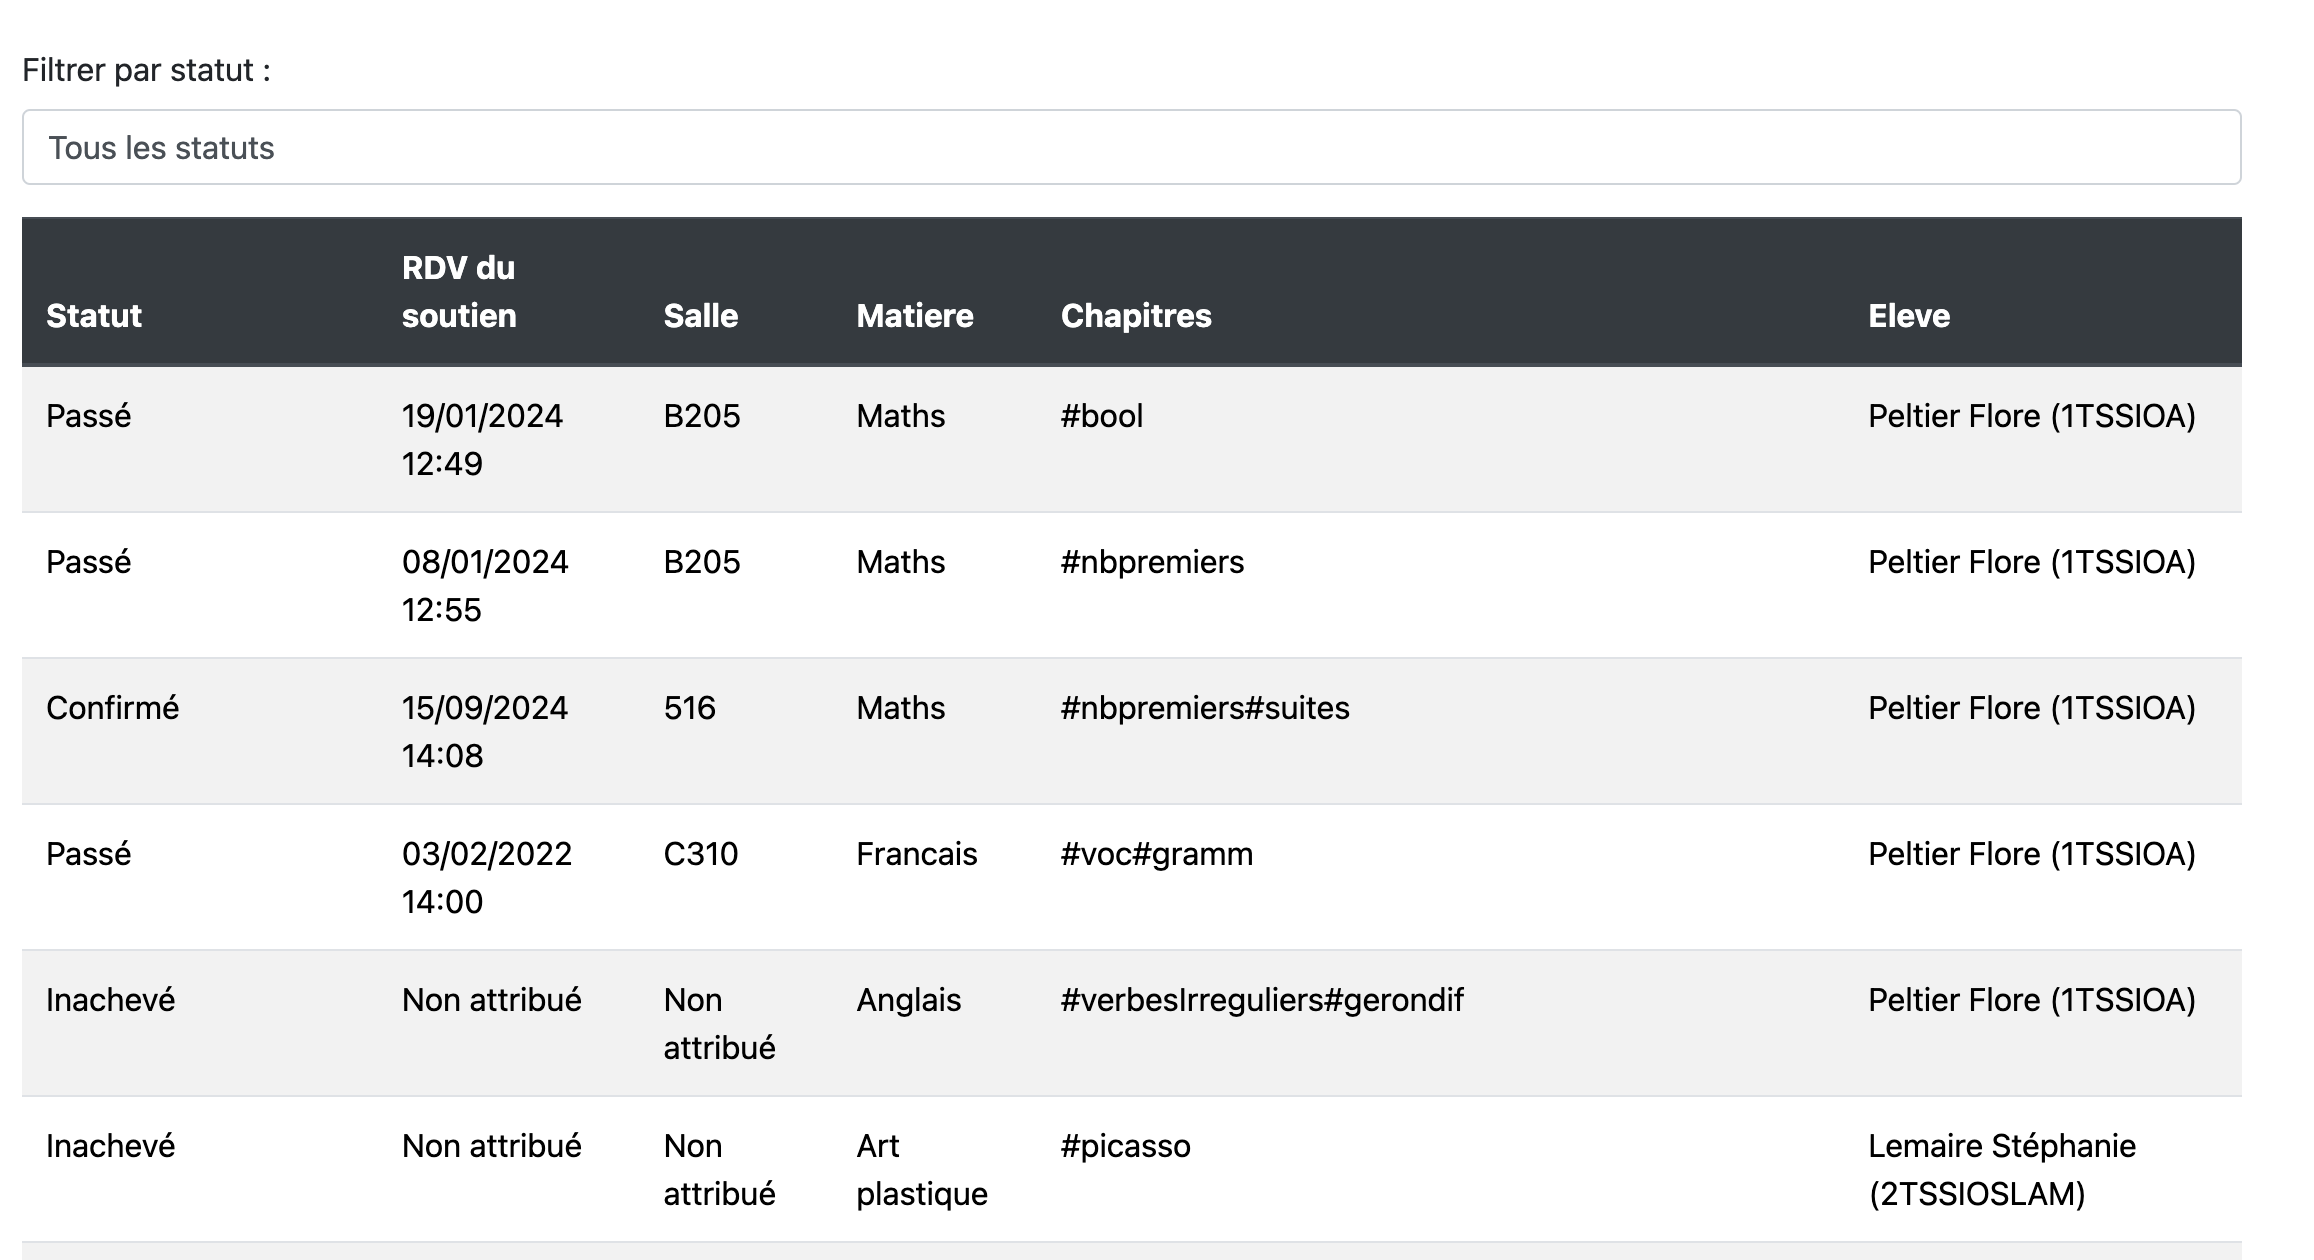 Filtrer par statut :
Tous les statuts
Statut RDV du soutien Salle Matiere Chapitres Eleve
Passé 19/01/2024 12:49 B205 Maths #bool Peltier Flore (1TSSIOA)
Passé 08/01/2024 12:55 B205 Maths #nbpremiers Peltier Flore (1TSSIOA)
Confirmé 15/09/2024 14:08 516 Maths #nbpremiers#suites Peltier Flore (1TSSIOA)
Passé 03/02/2022 14:00 C310 Francais #voc#gramm Peltier Flore (1TSSIOA)
Inachevé Non attribué Non attribué Anglais #verbesIrreguliers#gerondif Peltier Flore (1TSSIOA)
Inachevé Non attribué Non attribué Art plastique #picasso Lemaire Stéphanie (2TSSIOSLAM)